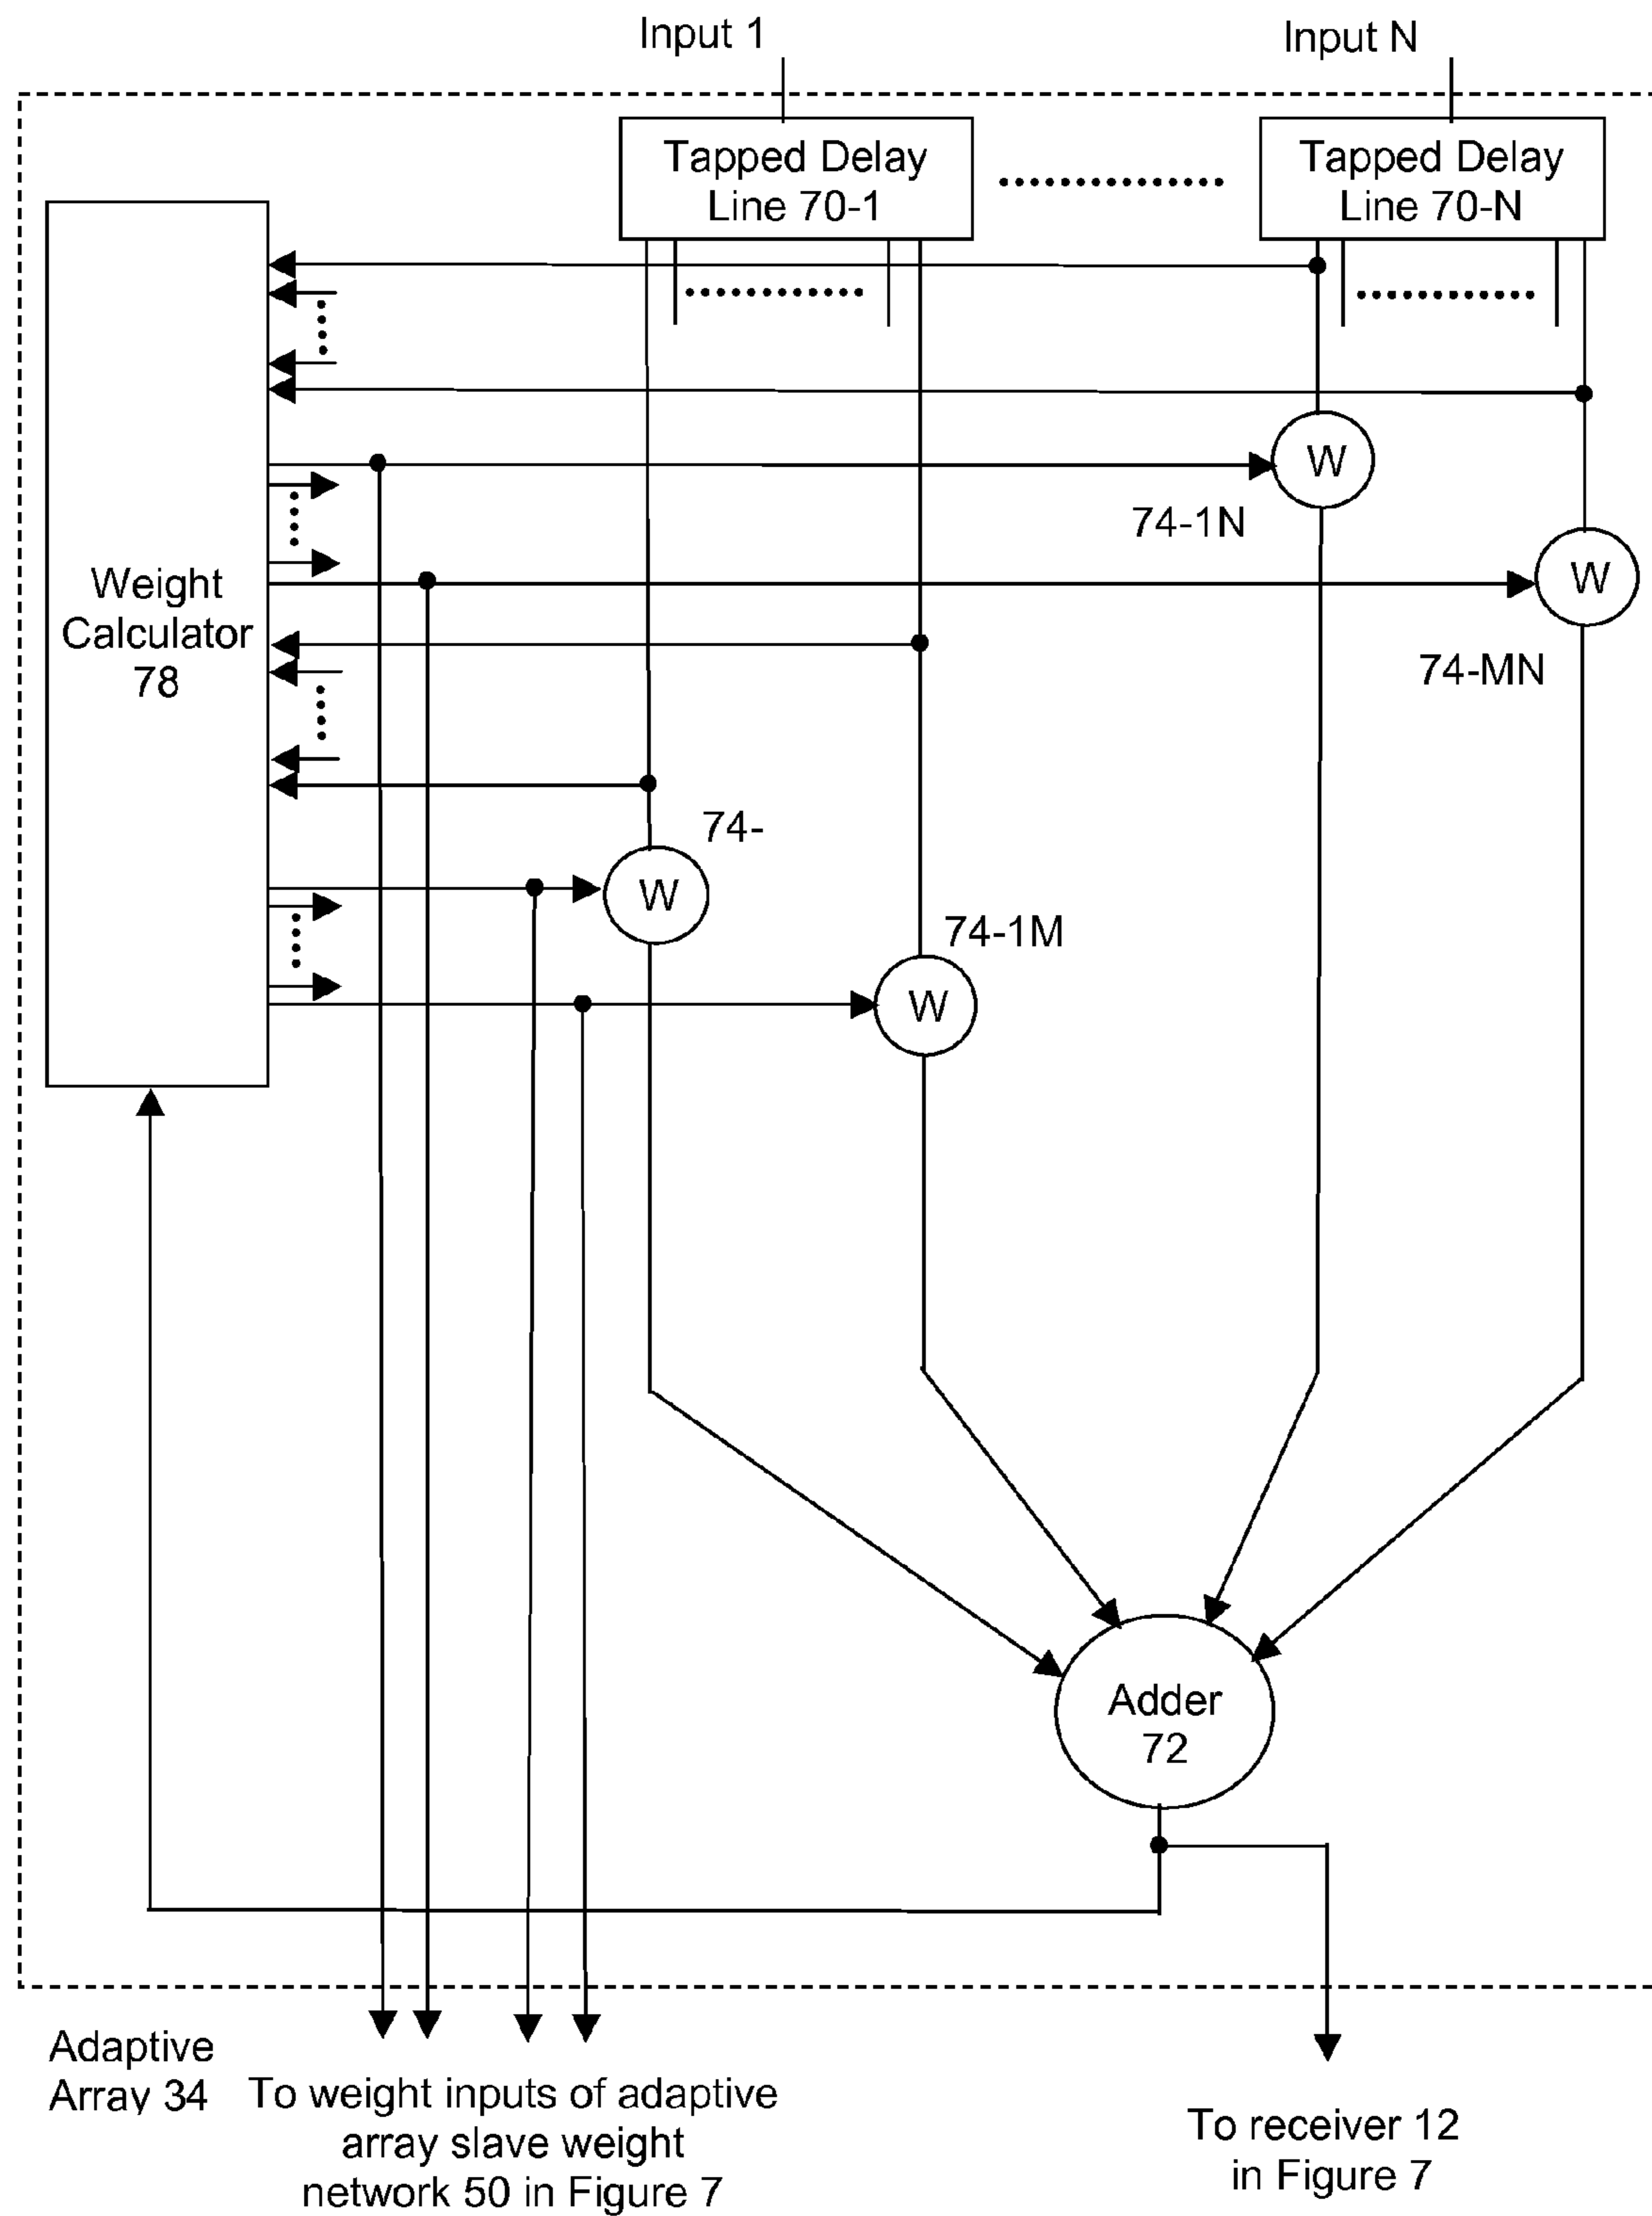 Input 1
Input N
Tapped Delay
Line 70-1
Tapped Delay
Line 70-N
W
74-1N
W
74-MN
Weight
Calculator
78
74-
W
74-1M
W
Adder
72
Adaptive
Array 34
To weight inputs of adaptive
array slave weight
network 50 in Figure 7
To receiver 12
in Figure 7